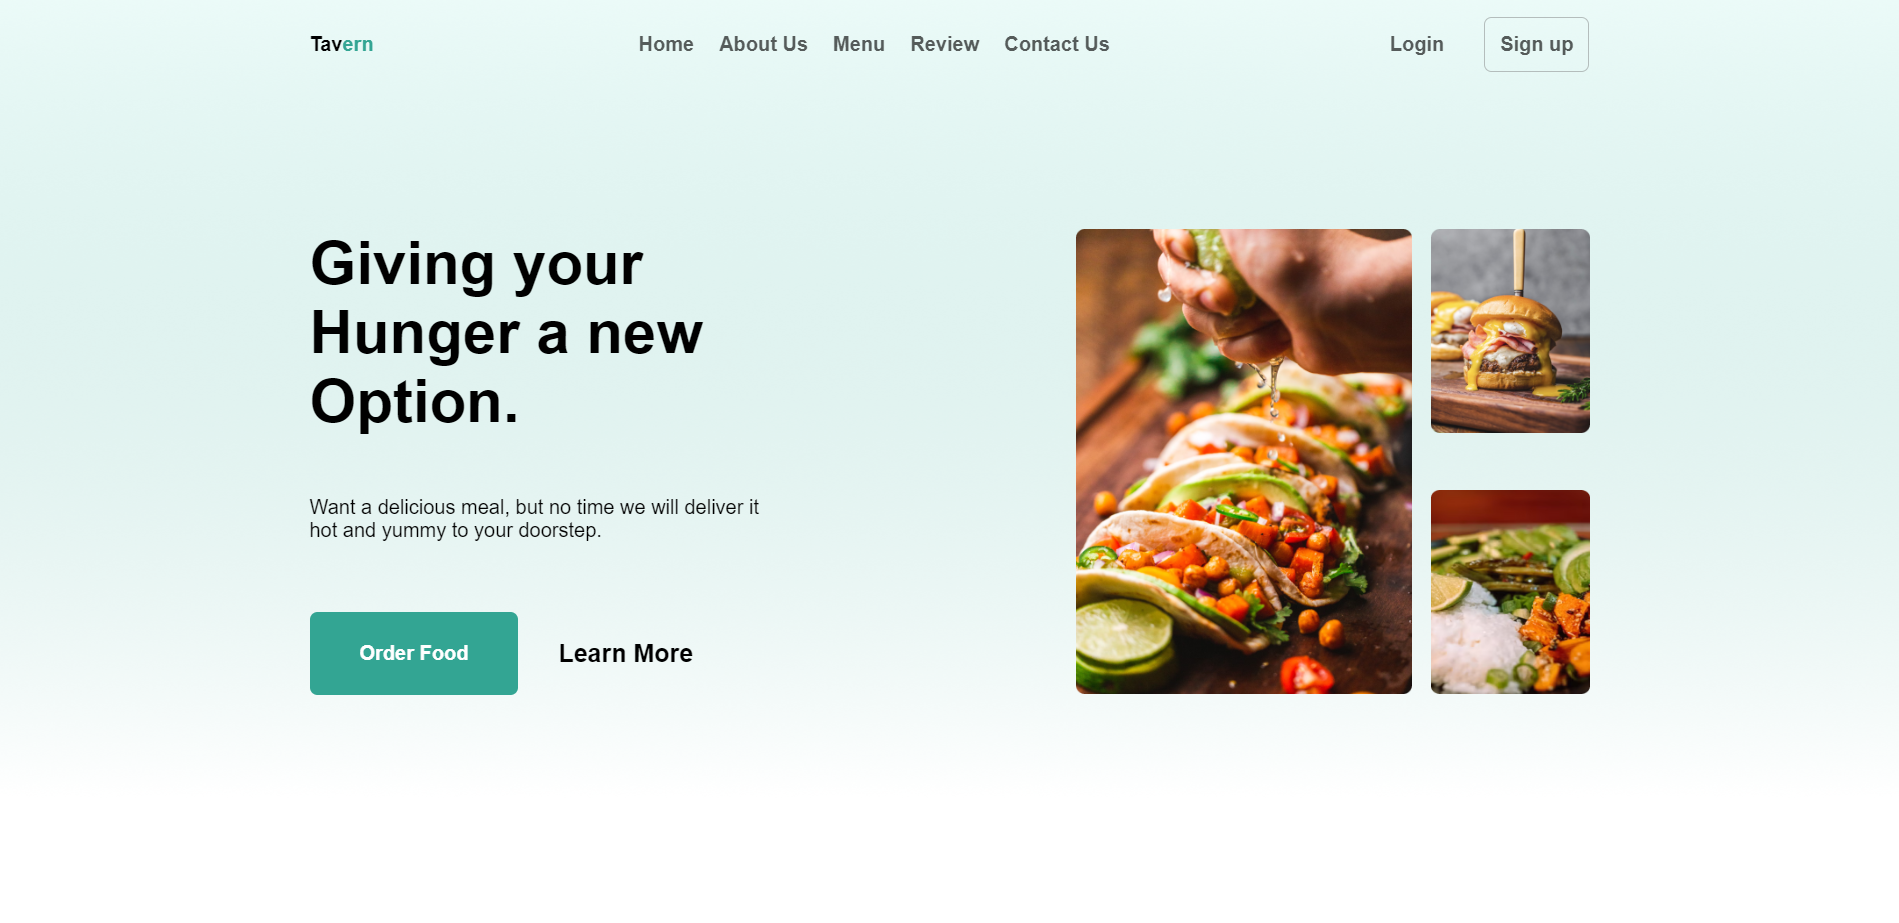 Tavern
Home About Us Menu Review Contact Us
Login Sign up
Giving your
Hunger a new
Option.
Want a delicious meal, but no time we will deliver it
hot and yummy to your doorstep.
Order Food Learn More